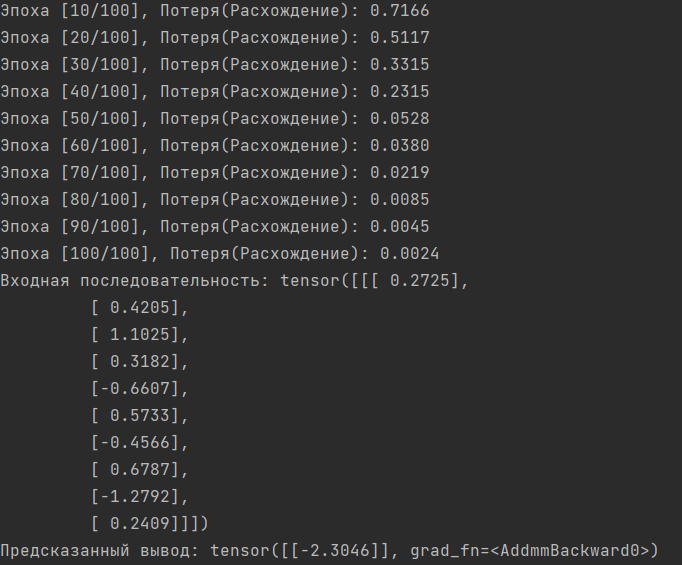 Эпоха [10/100], Потеря(Расхождение): 0.7166
Эпоха [20/100], Потеря(Расхождение): 0.5117
Эпоха [30/100], Потеря(Расхождение): 0.3315
Эпоха [40/100], Потеря(Расхождение): 0.2315
Эпоха [50/100], Потеря(Расхождение): 0.0528
Эпоха [60/100], Потеря(Расхождение): 0.0380
Эпоха [70/100], Потеря(Расхождение): 0.0219
Эпоха [80/100], Потеря(Расхождение): 0.0085
Эпоха [90/100], Потеря(Расхождение): 0.0045
Эпоха [100/100], Потеря(Расхождение): 0.0024
Входная последовательность: tensor([[[ 0.2725],
         [ 0.4205],
         [ 1.1025],
         [ 0.3182],
         [-0.6607],
         [ 0.5733],
         [-0.4566],
         [ 0.6787],
         [-1.2792],
         [ 0.2409]]])
Предсказанный вывод: tensor([[-2.3046]], grad_fn=<AddmmBackward0>)